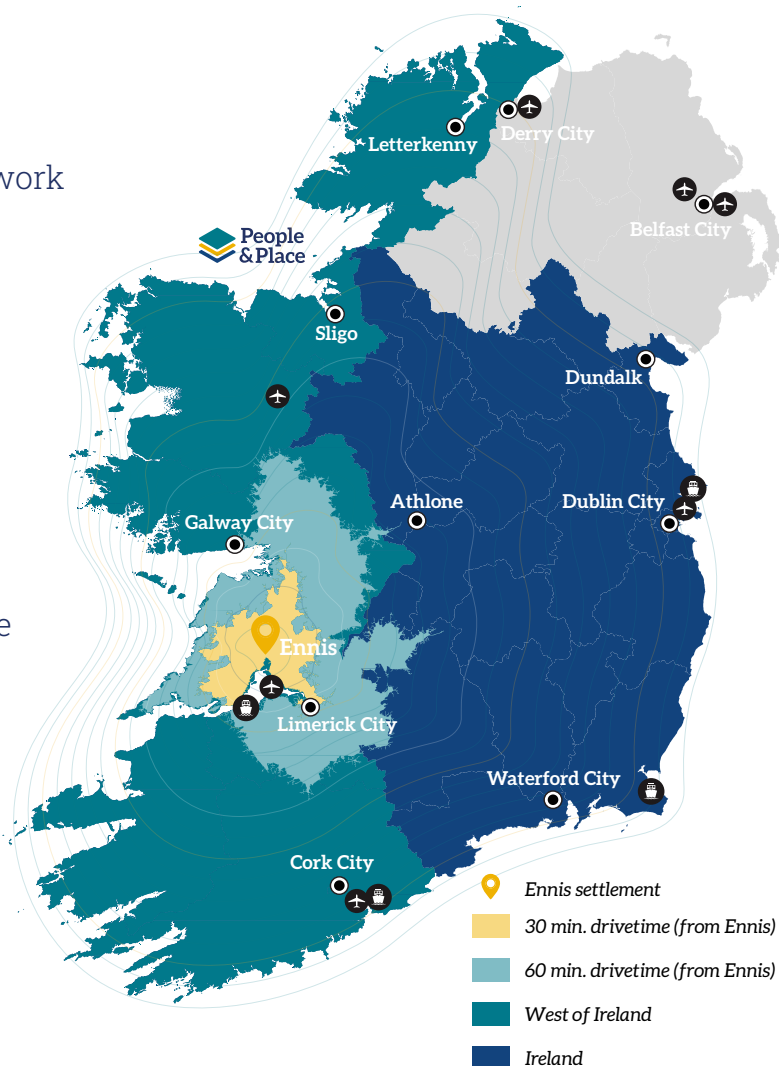 Letterkenny
Derry City
work
Belfast City
People
&Place
Sligo
Dundalk
Athlone
Dublin City
Galway City
e
Ennis
Limerick City
Waterford City
Cork City
Ennis settlement
30 min. drivetime (from Ennis)
60 min. drivetime (from Ennis)
West of Ireland
Ireland